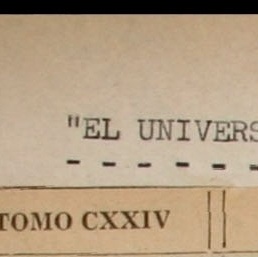 "EL UNIVERS
- - - - - -
TOMO CXXIV